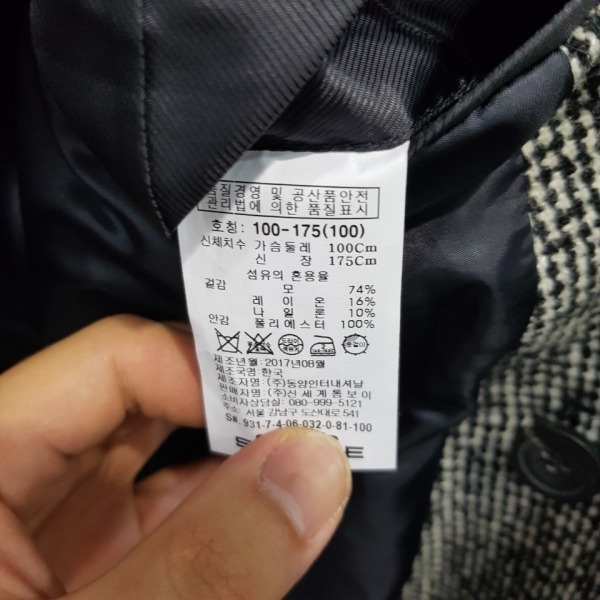 품질경영 및 공산품안전
관리법에 의한 품질표시
호칭: 100-175(100)
신체치수 가슴둘레 100Cm
신 장 175Cm
섬유의 혼용율
겉감 모 74%
레 이 온 16%
나 일 론 10%
안감 폴리에스터 100%
제조년월: 2017년08월
제조국명: 한국
제조자명: (주)동양인터내셔날
판매자명: (주)신세계톰보이
소비자상담실: 080-999-5121
주소: 서울 강남구 도산대로 541
S#. 931-7-4-06-032-0-81-100